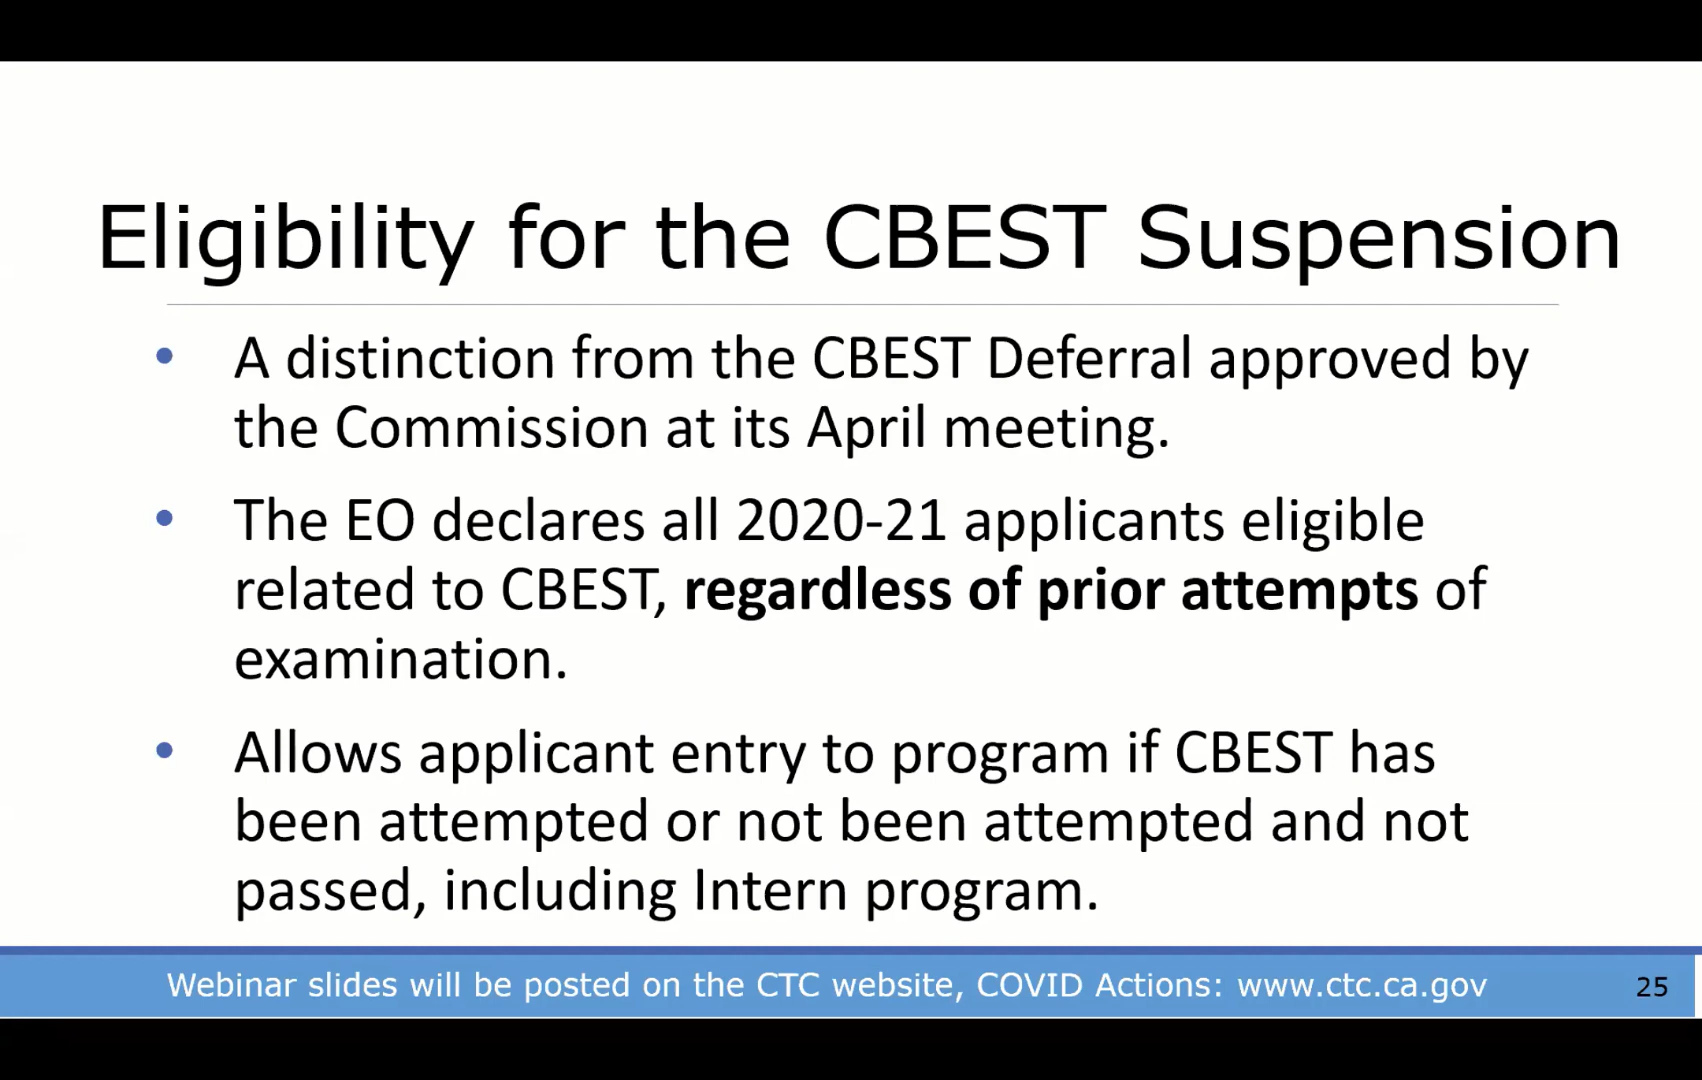 Eligibility for the CBEST Suspension
• A distinction from the CBEST Deferral approved by
the Commission at its April meeting.
• The EO declares all 2020-21 applicants eligible
related to CBEST, regardless of prior attempts of
examination.
• Allows applicant entry to program if CBEST has
been attempted or not been attempted and not
passed, including Intern program.
Webinar slides will be posted on the CTC website, COVID Actions: www.ctc.ca.gov 25